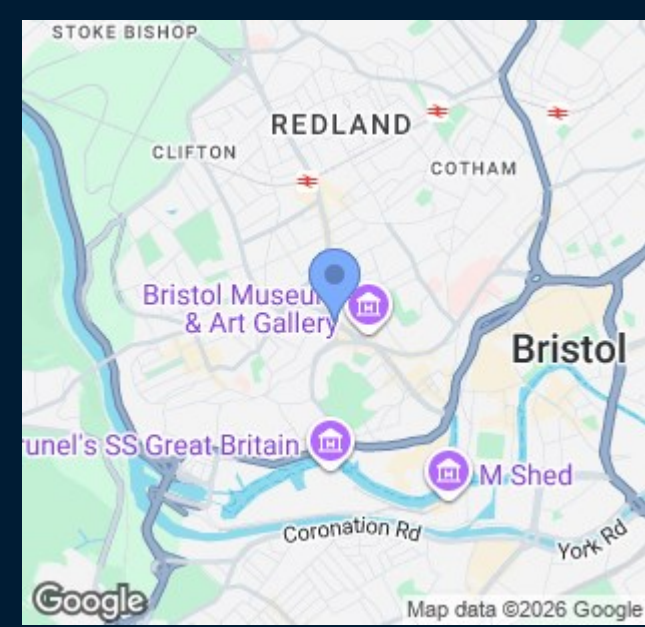 STOKE BISHOP
REDLAND
CLIFTON
COTHAM
Bristol
& Art Gallery
Bristol
unel's SS Great Britain
M Shed
Coronation Rd
York Rd
Google
Map data ©2026 Google